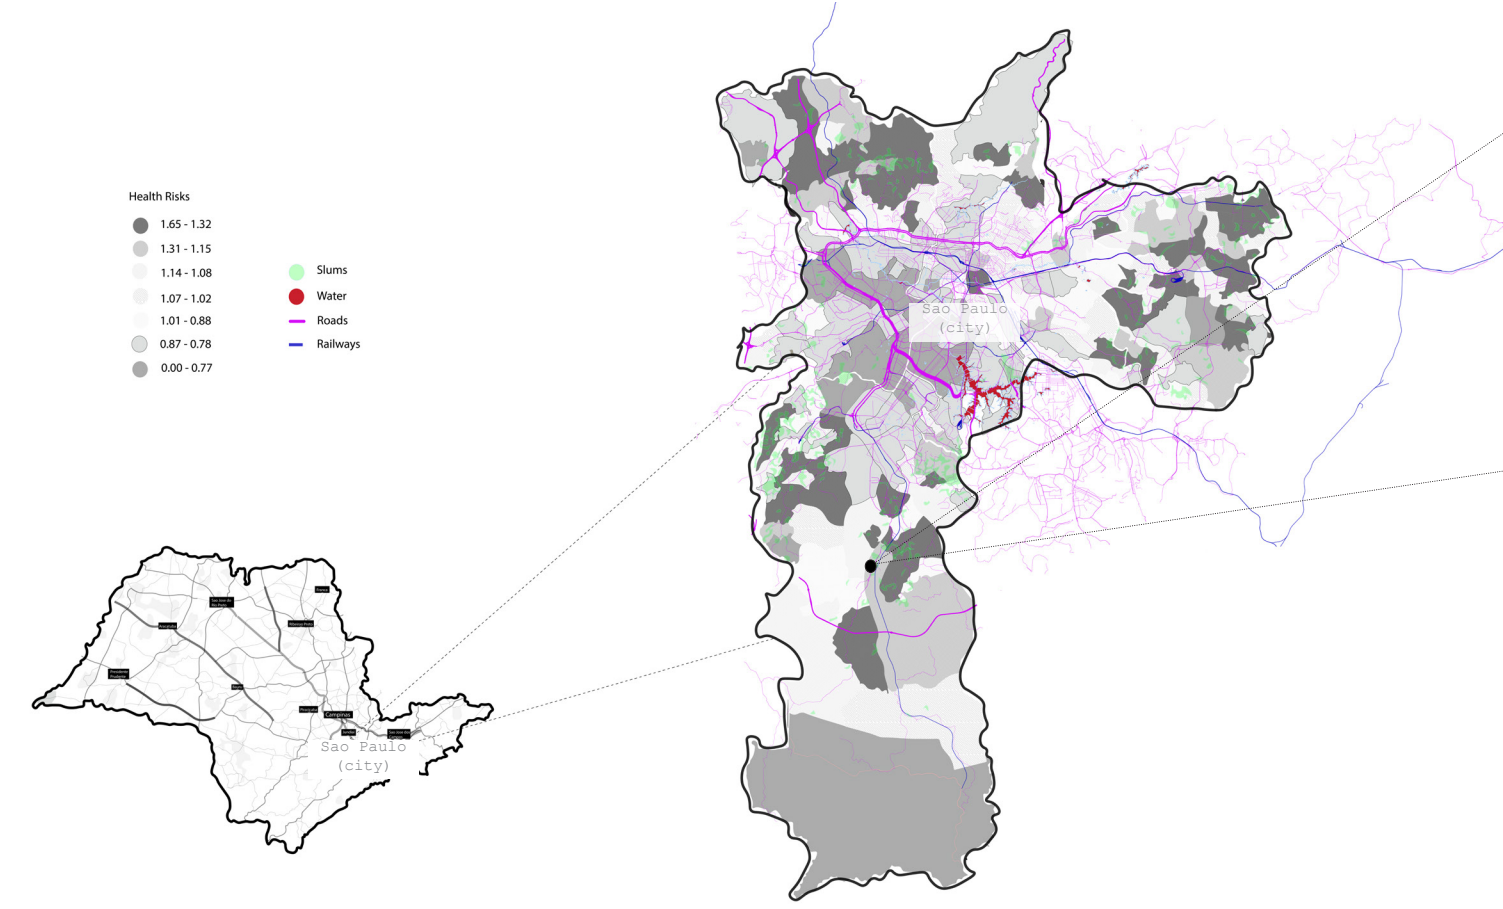 Health Risks
1.65 - 1.32
1.31 - 1.15
1.14 - 1.08
1.07 - 1.02
1.01 - 0.88
0.87 - 0.78
0.00 - 0.77
Slums
Water
Roads
Railways
Sao Paulo
(city)
Campinas
Sao Paulo
(city)